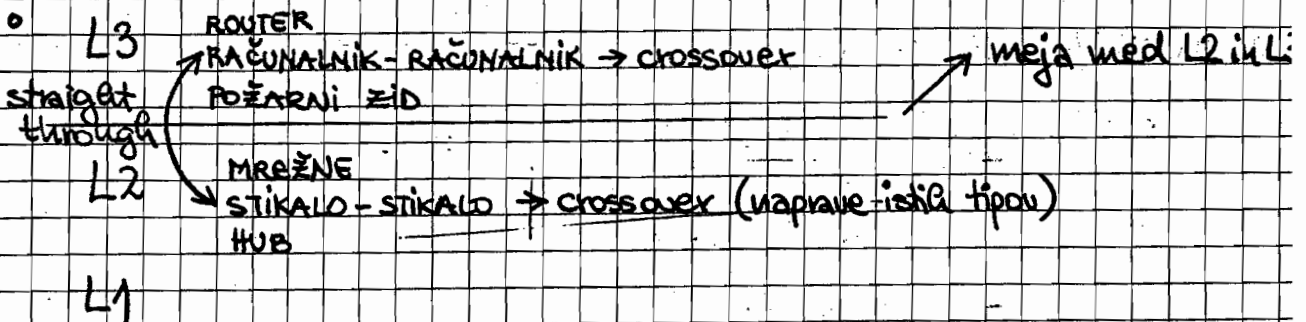 L3 ROUTER
RAČUNALNIK - RAČUNALNIK → crossover
meja med L2 in L
straight through
POŽARNI ZID
L2 MREŽNE
STIKALO - STIKALO → crossover (naprave istih tipov)
HUB
L1